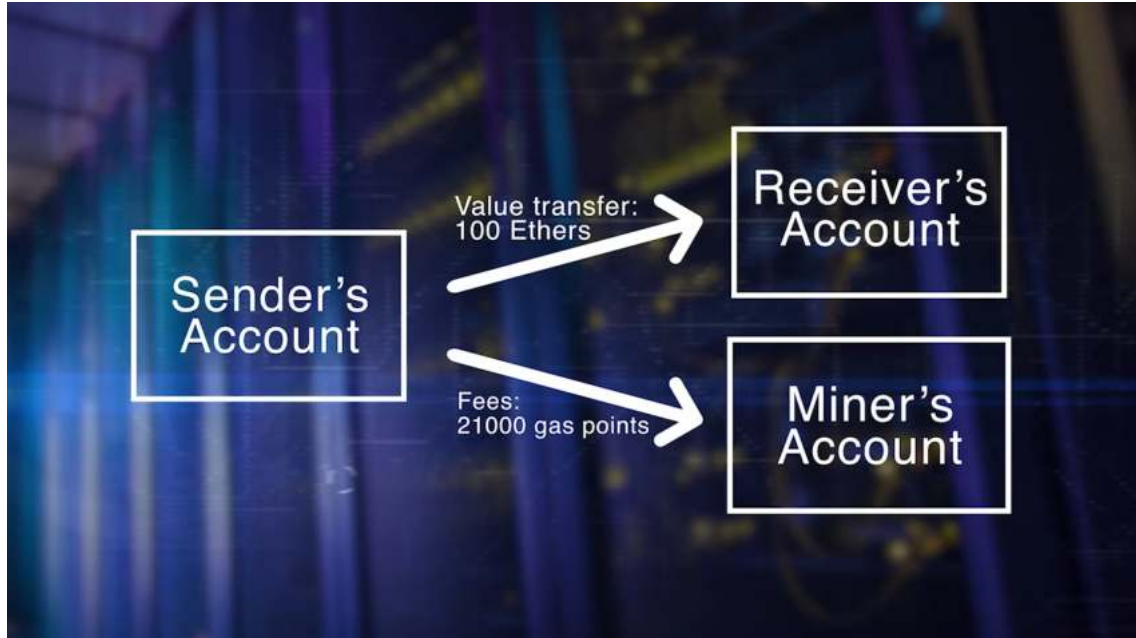 Sender's
Account
Value transfer:
100 Ethers
Receiver's
Account
Fees:
21000 gas points
Miner's
Account